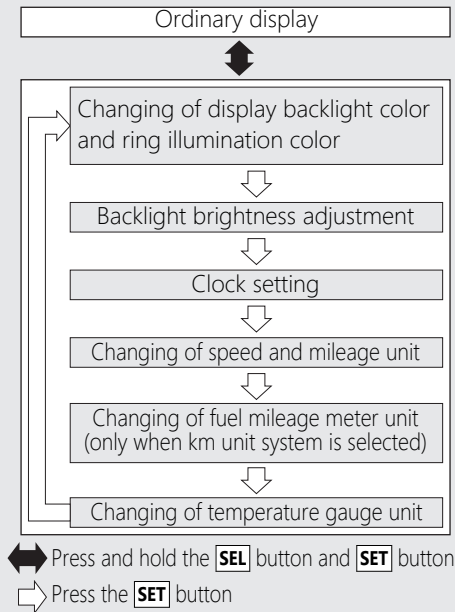 Ordinary display
Changing of display backlight color
and ring illumination color
Backlight brightness adjustment
Clock setting
Changing of speed and mileage unit
Changing of fuel mileage meter unit
(only when km unit system is selected)
Changing of temperature gauge unit
Press and hold the SEL button and SET button
Press the SET button